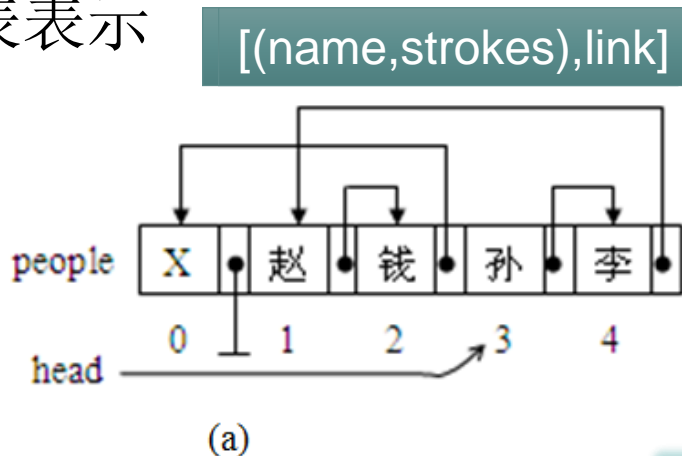 表表示
[(name,strokes),link]
people X 赵 钱 孙 李
0 1 2 3 4
head
(a)